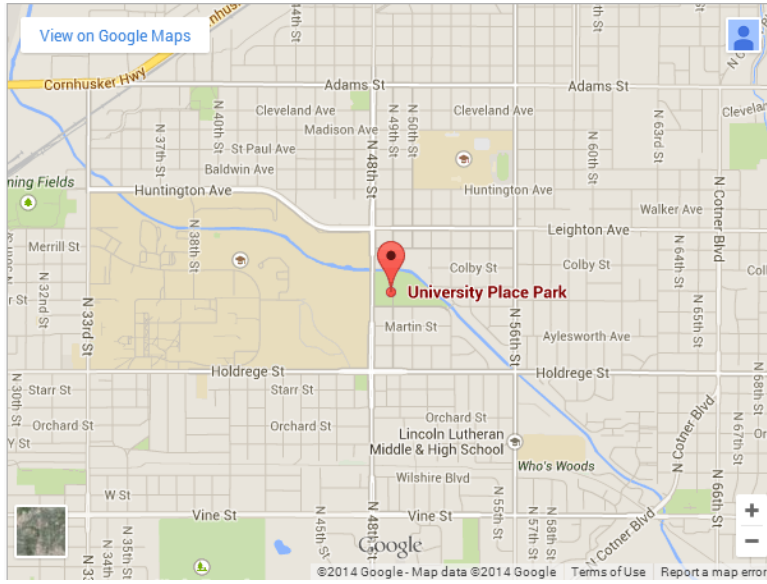 View on Google Maps
44th St
Cornhusker Hwy
Adams St
Adams St
N 40th St
Cleveland Ave
N 49th St
N 50th St
Cleveland Ave
Madison Ave
N 37th St
St Paul Ave
N 48th St
N 60th St
N 63rd St
Baldwin Ave
ning Fields
Huntington Ave
Huntington Ave
N Cotner Blvd
Walker Ave
N 38th St
Leighton Ave
Merrill St
N 64th St
Colby St
Colby St
N 32nd St
University Place Park
r St
N 33rd St
Martin St
N 56th St
N 65th St
Aylesworth Ave
Holdrege St
Holdrege St
N 30th St
Starr St
Starr St
N 68th St
Orchard St
Orchard St
Orchard St
Y St
Lincoln Lutheran
Middle & High School
N Cotner Blvd
N 67th St
Who's Woods
Wilshire Blvd
W St
N 55th St
N 66th St
Vine St
Vine St
N 34th St
N 35th St
N 46th St
N 48th St
N 57th St
N 58th St
N Cotner Blvd
Google
©2014 Google - Map data ©2014 Google
Terms of Use
Report a map error